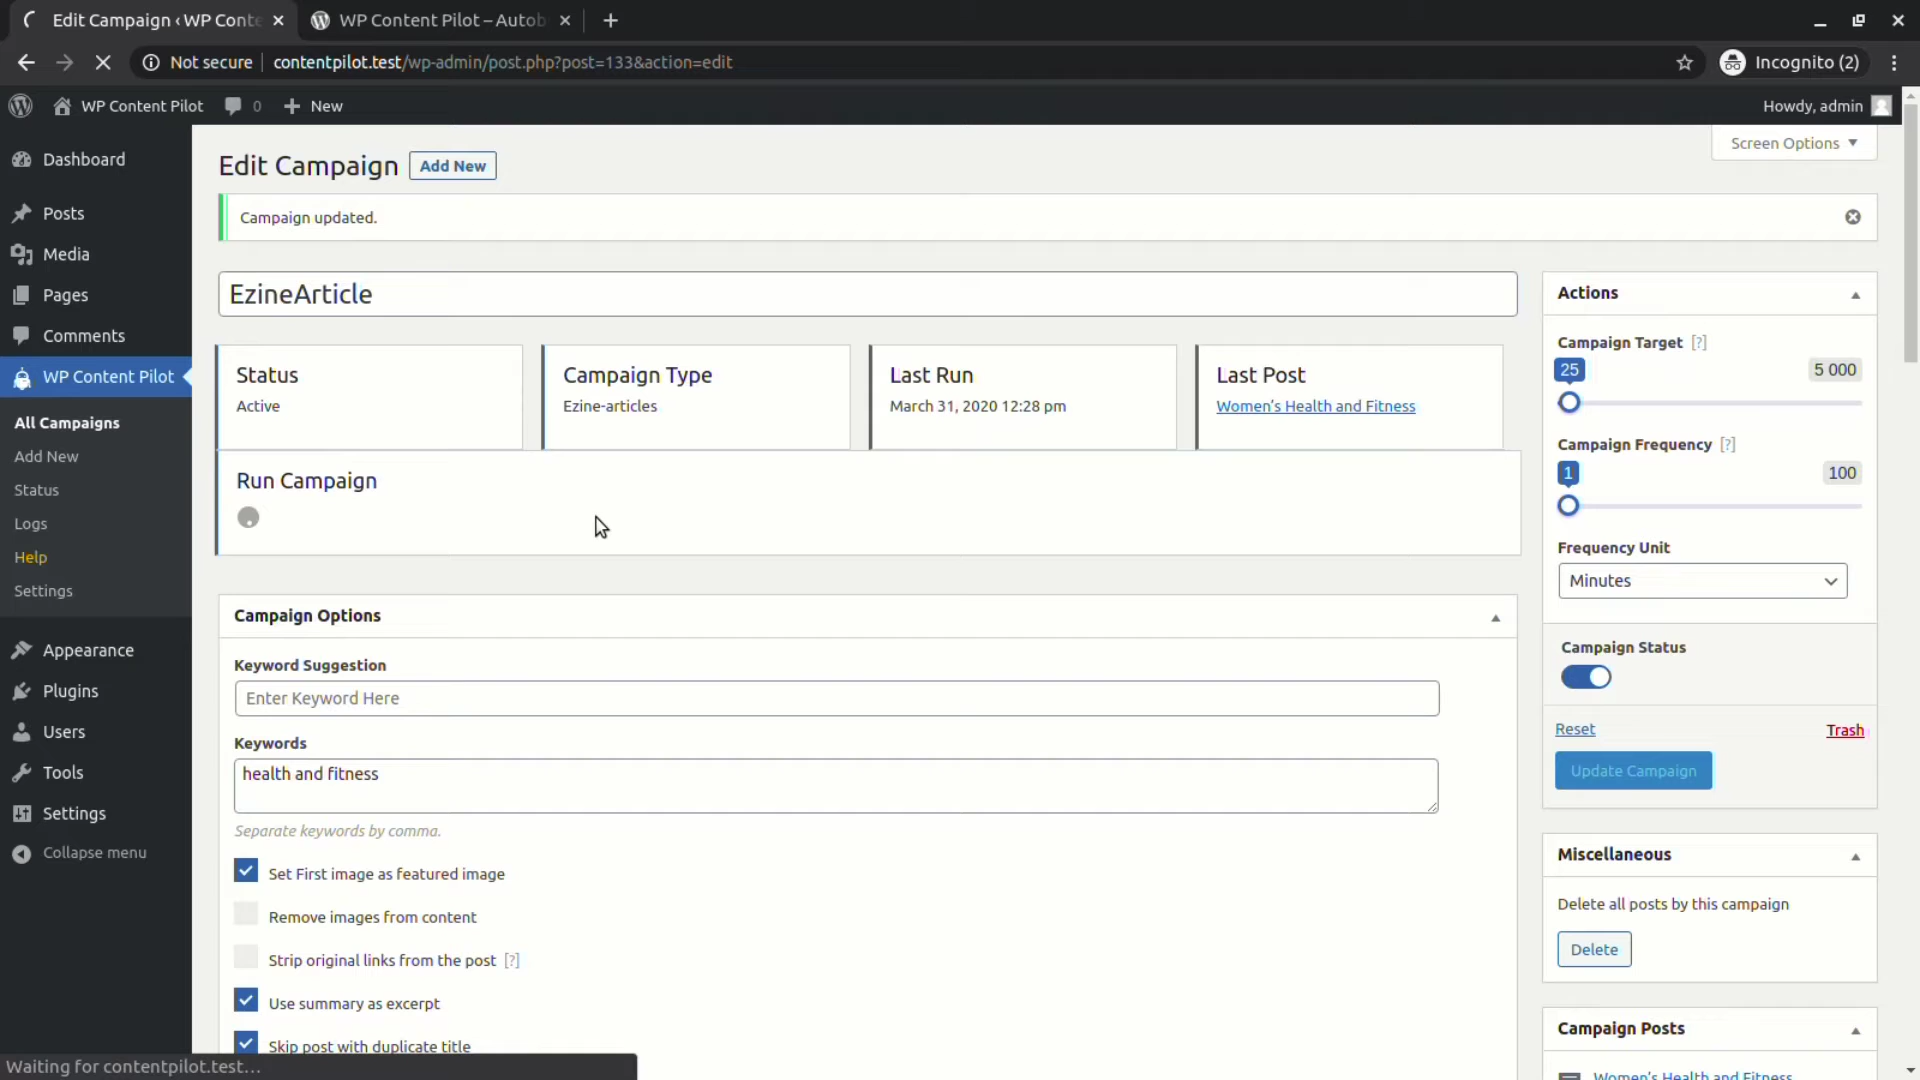 Edit Campaign ‹ WP Conte
WP Content Pilot – Autob
Not secure
contentpilot.test/wp-admin/post.php?post=133&action=edit
Incognito (2)
WP Content Pilot
0
New
Howdy, admin
Dashboard
Posts
Media
Pages
Comments
WP Content Pilot
All Campaigns
Add New
Status
Logs
Help
Settings
Appearance
Plugins
Users
Tools
Settings
Collapse menu
Screen Options
Edit Campaign
Add New
Campaign updated.
EzineArticle
Status
Active
Campaign Type
Ezine-articles
Last Run
March 31, 2020 12:28 pm
Last Post
Women's Health and Fitness
Run Campaign
Campaign Options
Keyword Suggestion
Enter Keyword Here
Keywords
health and fitness
Separate keywords by comma.
Set First image as featured image
Remove images from content
Strip original links from the post [?]
Use summary as excerpt
Skip post with duplicate title
Actions
Campaign Target [?]
25
5 000
Campaign Frequency [?]
1
100
Frequency Unit
Minutes
Campaign Status
Reset
Trash
Update Campaign
Miscellaneous
Delete all posts by this campaign
Delete
Campaign Posts
Women's Health and Fitness
Waiting for contentpilot.test...